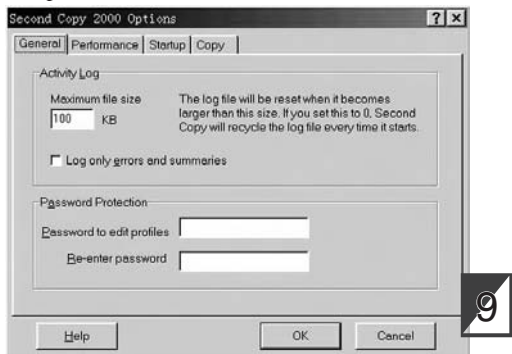 Second Copy 2000 Options
General Performance Startup Copy
Activity Log
Maximum file size
100 KB
The log file will be reset when it becomes
larger than this size. If you set this to 0, Second
Copy will recycle the log file every time it starts.
Log only errors and summaries
Password Protection
Password to edit profiles
Re-enter password
Help OK Cancel
9